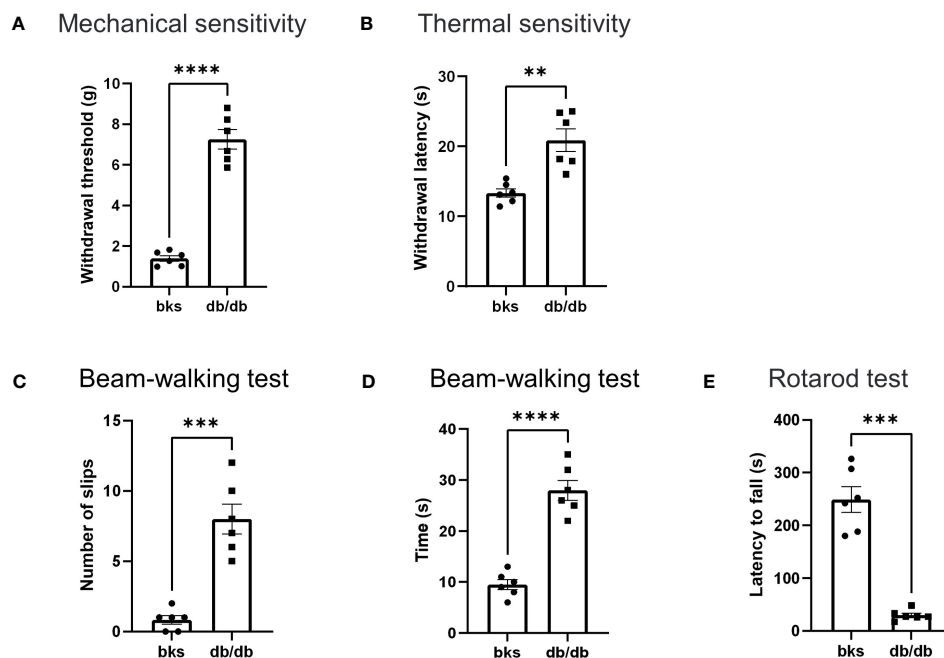 A Mechanical sensitivity
B Thermal sensitivity
****
Withdrawal threshold (g)
10
8
6
4
2
0
bks db/db
**
Withdrawal latency (s)
30
20
10
0
bks db/db
C Beam-walking test
D Beam-walking test
E Rotarod test
***
Number of slips
15
10
5
0
bks db/db
****
Time (s)
40
30
20
10
0
bks db/db
***
Latency to fall (s)
400
300
200
100
0
bks db/db